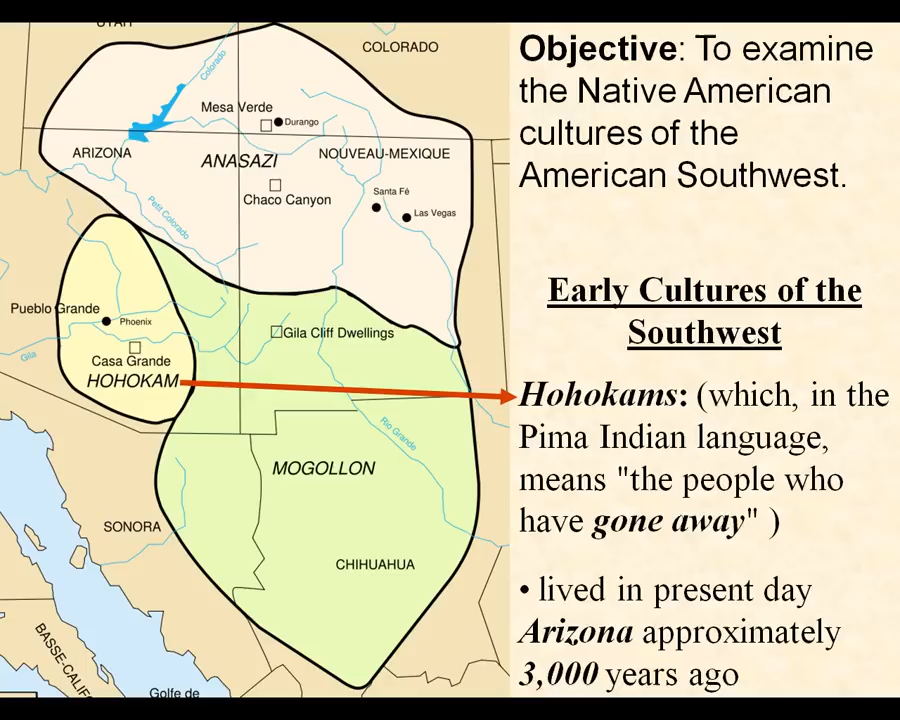 UTAH
COLORADO
Colorado
Mesa Verde
Durango
ARIZONA
ANASAZI
NOUVEAU-MEXIQUE
Chaco Canyon
Santa Fé
Las Vegas
Petit Colorado
Pueblo Grande
Phoenix
Gila Cliff Dwellings
Gila
Casa Grande
HOHOKAM
Rio Grande
MOGOLLON
SONORA
CHIHUAHUA
BASSE-CALIF
Golfe de
Objective: To examine
the Native American
cultures of the
American Southwest.
Early Cultures of the
Southwest
Hohokams: (which, in the
Pima Indian language,
means "the people who
have gone away" )
• lived in present day
Arizona approximately
3,000 years ago